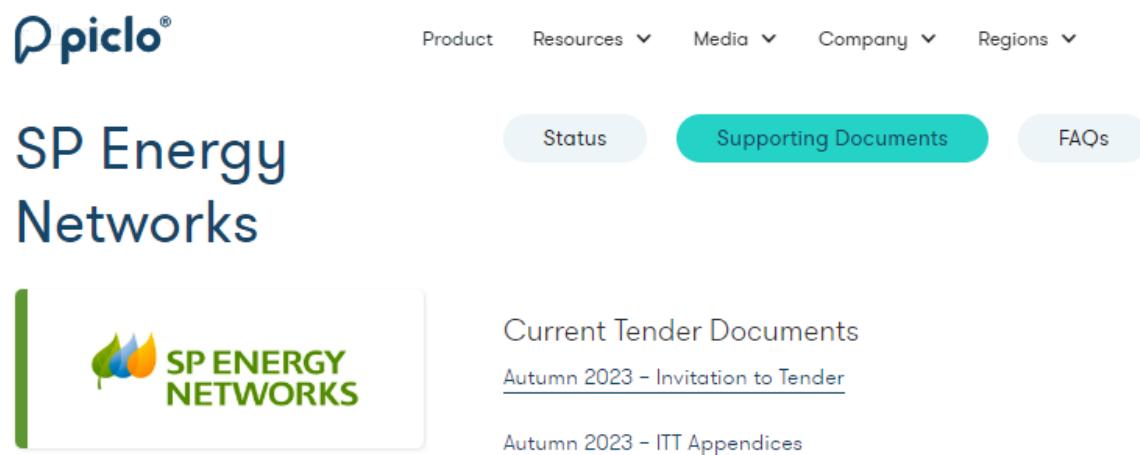 piclo®
Product Resources Media Company Regions
SP Energy
Networks
Status Supporting Documents FAQs
SP ENERGY
NETWORKS
Current Tender Documents
Autumn 2023 – Invitation to Tender
Autumn 2023 – ITT Appendices